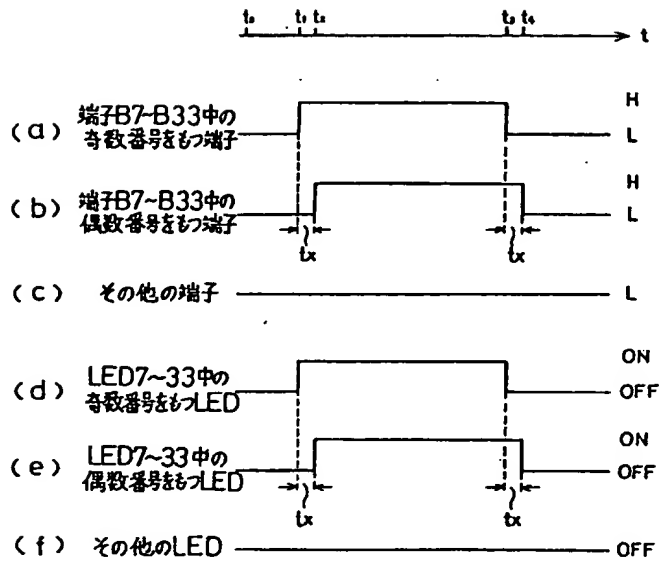 t₀ t₁ t₂ t₃ t₄
t
(a) 端子B7~B33中の
奇数番号をもつ端子
H
L
(b) 端子B7~B33中の
偶数番号をもつ端子
H
L
tx tx
(c) その他の端子 L
(d) LED7~33中の
奇数番号をもつLED
ON
OFF
(e) LED7~33中の
偶数番号をもつLED
ON
OFF
tx tx
(f) その他のLED OFF